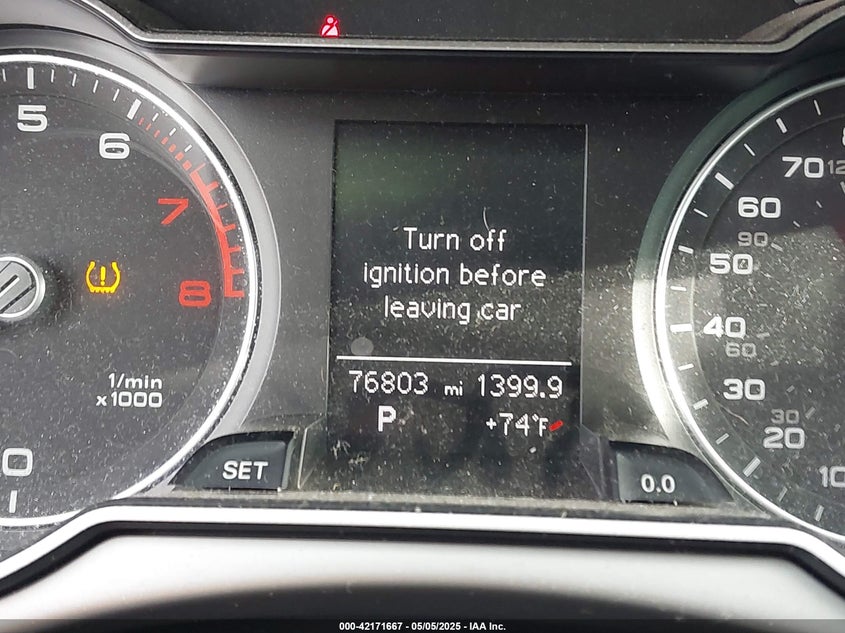 5
6
7
8
1/min
x1000
0
SET
Turn off
ignition before
leaving car
76803 mi 1399.9
P +74°F
0.0
70 12
60
90
50
40
60
30
30
20
10
000-42171667 - 05/05/2025 - IAA Inc.